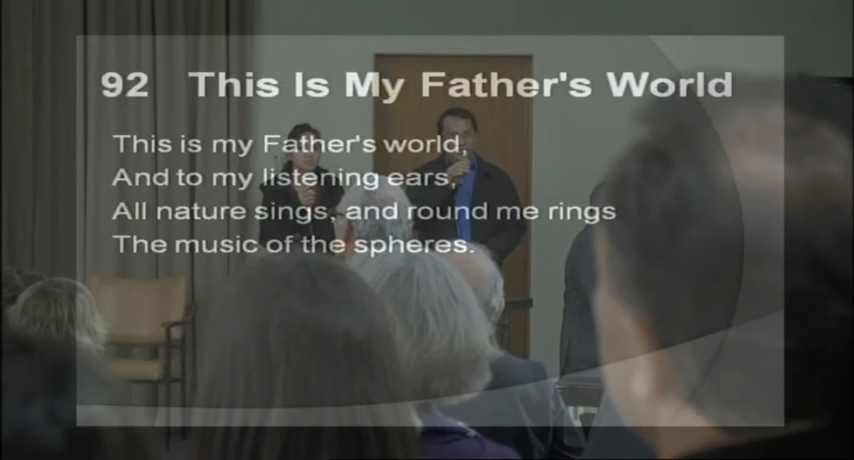 92 This Is My Father's World
This is my Father's world,
And to my listening ears,
All nature sings, and round me rings
The music of the spheres.